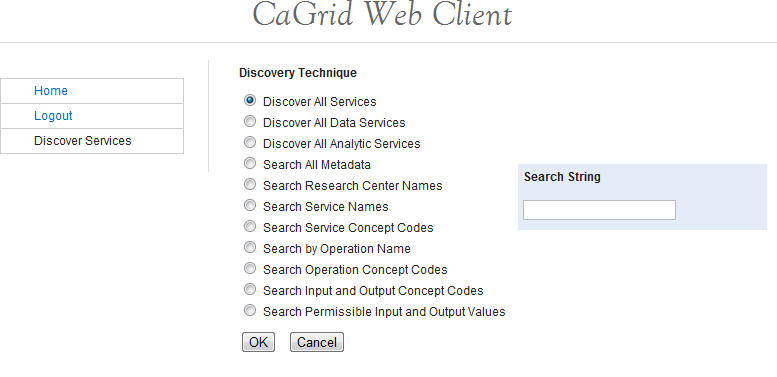 CaGrid Web Client
Home
Logout
Discover Services
Discovery Technique
Discover All Services
Discover All Data Services
Discover All Analytic Services
Search All Metadata
Search Research Center Names
Search Service Names
Search Service Concept Codes
Search by Operation Name
Search Operation Concept Codes
Search Input and Output Concept Codes
Search Permissible Input and Output Values
OK Cancel
Search String